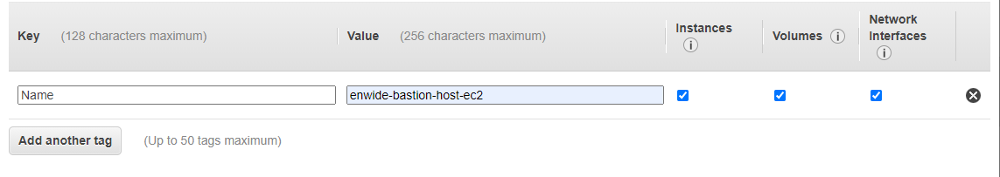 Key (128 characters maximum) Value (256 characters maximum) Instances Volumes Network Interfaces
Name enwide-bastion-host-ec2
Add another tag (Up to 50 tags maximum)